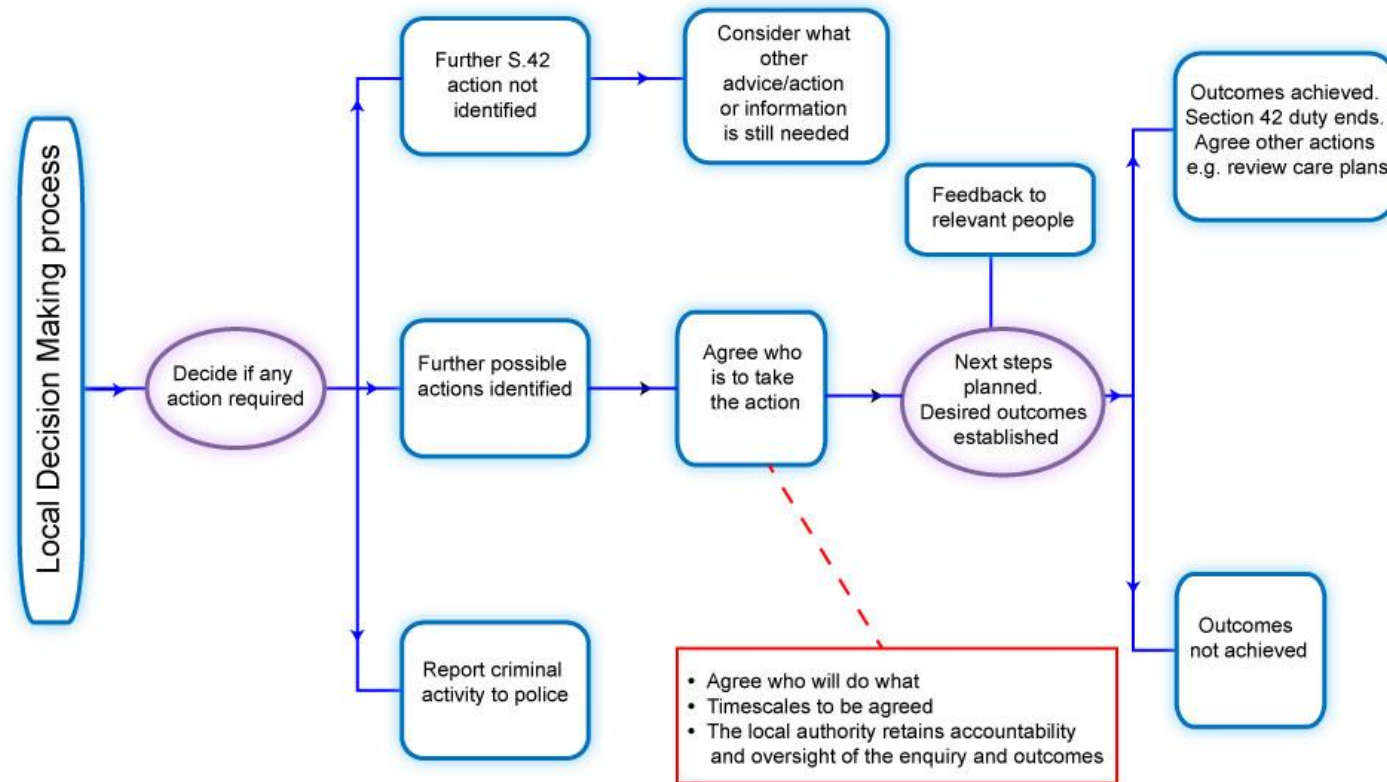 Local Decision Making process
Decide if any
action required
Further S.42
action not
identified
Consider what
other
advice/action
or information
is still needed
Further possible
actions identified
Agree who
is to take
the action
Feedback to
relevant people
Next steps
planned.
Desired outcomes
established
Outcomes achieved.
Section 42 duty ends.
Agree other actions
e.g. review care plans
Outcomes
not achieved
Report criminal
activity to police
• Agree who will do what
• Timescales to be agreed
• The local authority retains accountability
and oversight of the enquiry and outcomes